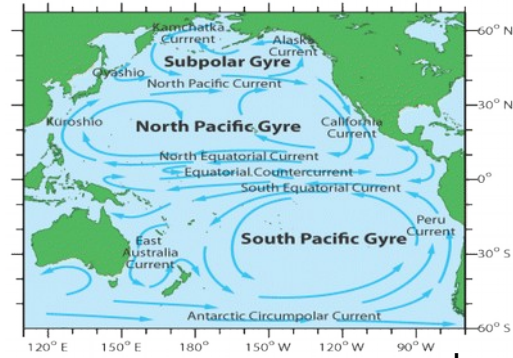 Kamchatka
Currrent
Alaska
Current
60° N
Subpolar Gyre
Oyashio
North Pacific Current
30° N
Kuroshio
North Pacific Gyre
California
Current
North Equatorial Current
Equatorial Countercurrent
0°
South Equatorial Current
Peru
Current
South Pacific Gyre
East
Australia
Current
30° S
Antarctic Circumpolar Current
60° S
120° E
150° E
180°
150° W
120° W
90° W